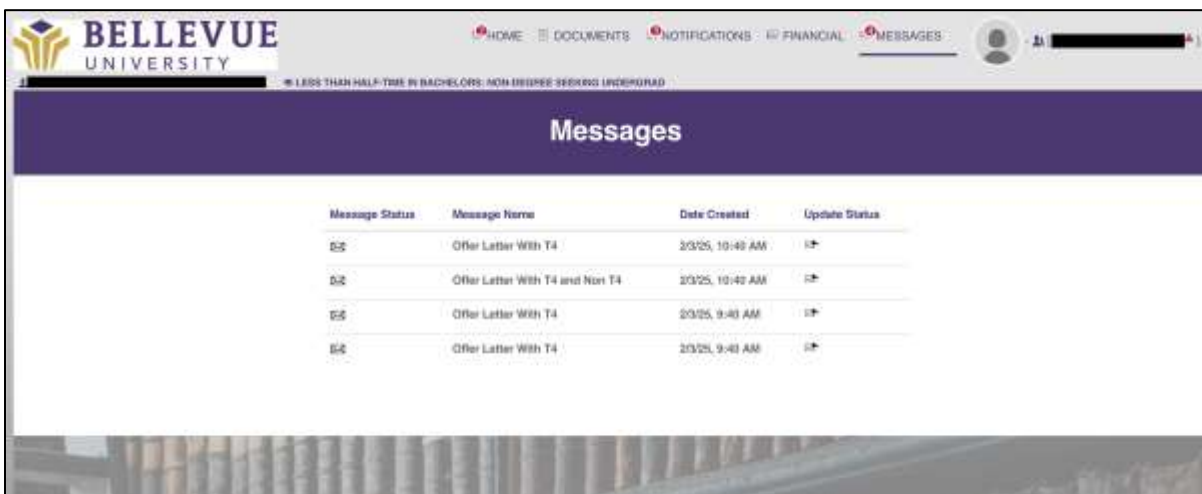 BELLEVUE
UNIVERSITY
HOME DOCUMENTS NOTIFICATIONS FINANCIAL MESSAGES
LESS THAN HALF-TIME IN BACHELORS: NON-DEGREE SEEKING UNDERGRAD
Messages
Message Status Message Name Date Created Update Status
Offer Letter With T4 2/3/25, 10:40 AM
Offer Letter With T4 and Non T4 2/3/25, 10:40 AM
Offer Letter With T4 2/3/25, 9:40 AM
Offer Letter With T4 2/3/25, 9:40 AM